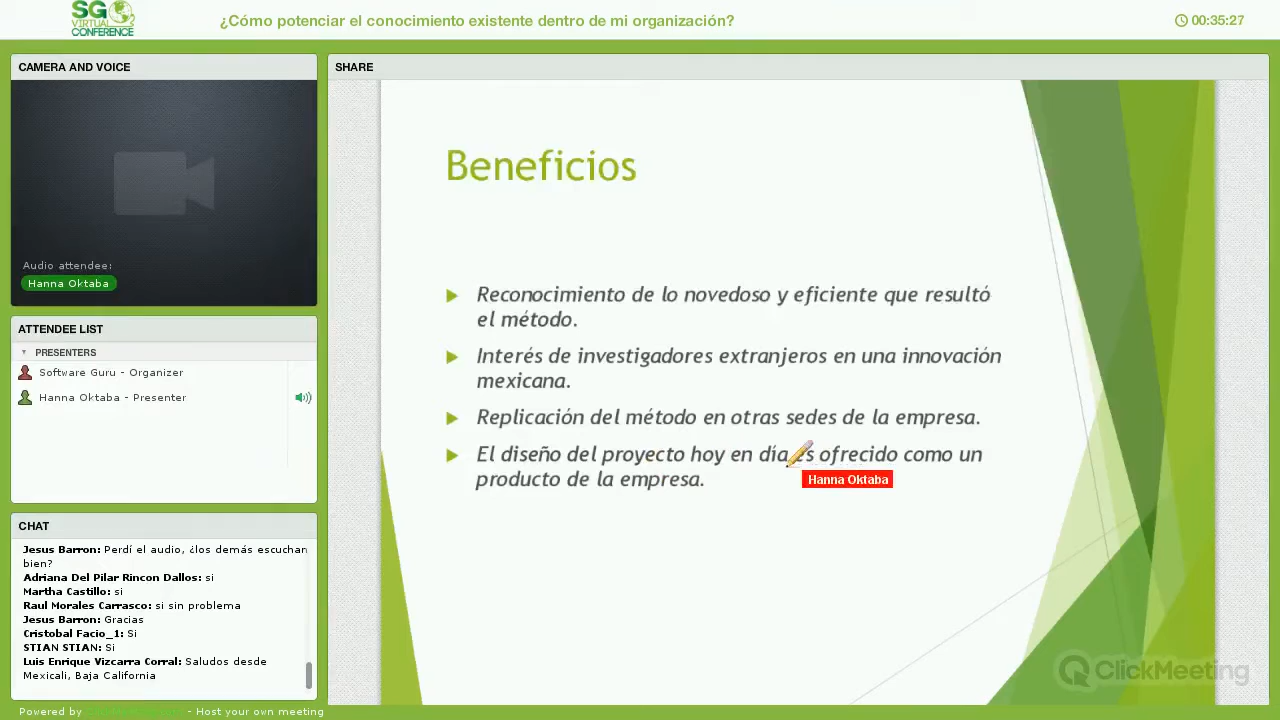 SG
VIRTUAL
CONFERENCE
¿Cómo potenciar el conocimiento existente dentro de mi organización?
00:35:27
CAMERA AND VOICE
Audio attendee:
Hanna Oktaba
ATTENDEE LIST
PRESENTERS
Software Guru - Organizer
Hanna Oktaba - Presenter
CHAT
Jesus Barron: Perdí el audio, ¿los demás escuchan
bien?
Adriana Del Pilar Rincon Dallos: si
Martha Castillo: si
Raul Morales Carrasco: si sin problema
Jesus Barron: Gracias
Cristobal Facio_1: Si
STIAN STIAN: Si
Luis Enrique Vizcarra Corral: Saludos desde
Mexicali, Baja California
Powered by - Host your own meeting
SHARE
Beneficios
Reconocimiento de lo novedoso y eficiente que resultó
el método.
Interés de investigadores extranjeros en una innovación
mexicana.
Replicación del método en otras sedes de la empresa.
El diseño del proyecto hoy en día es ofrecido como un
producto de la empresa.
Hanna Oktaba
ClickMeeting